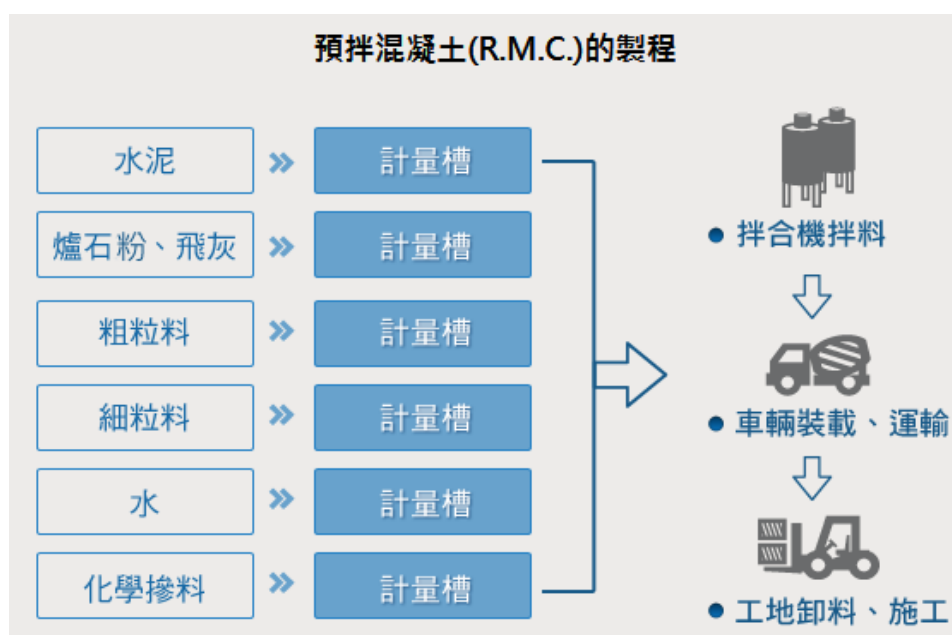 預拌混凝土(R.M.C.)的製程
水泥
計量槽
爐石粉、飛灰
計量槽
粗粒料
計量槽
細粒料
計量槽
水
計量槽
化學摻料
計量槽
拌合機拌料
車輛裝載、運輸
工地卸料、施工